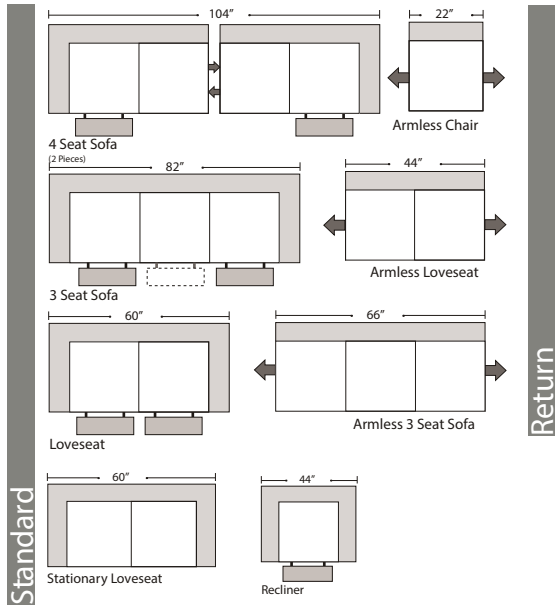 Standard
104”
4 Seat Sofa
(2 Pieces)
22”
Armless Chair
82”
3 Seat Sofa
44”
Armless Loveseat
60”
Loveseat
66”
Armless 3 Seat Sofa
60”
Stationary Loveseat
44”
Recliner
Return